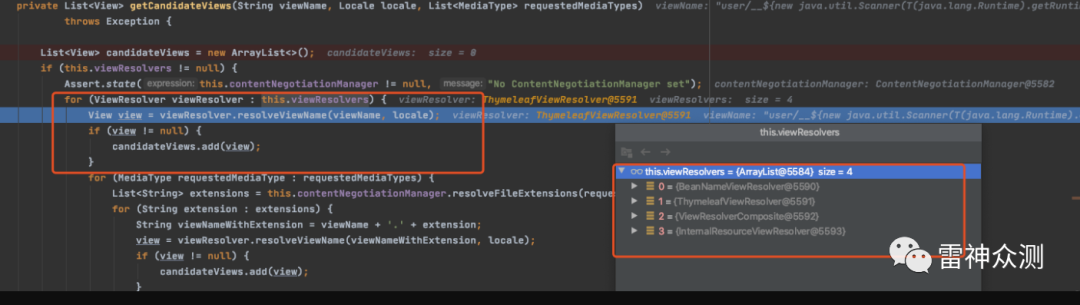 private List<View> getCandidateViews(String viewName, Locale locale, List<MediaType> requestedMediaTypes) viewName: "user/__${new java.util.Scanner(T(java.lang.Runtime).getRunti
throws Exception {
List<View> candidateViews = new ArrayList<>(); candidateViews: size = 0
if (this.viewResolvers != null) {
Assert.state( expression: this.contentNegotiationManager != null, message: "No ContentNegotiationManager set"); contentNegotiationManager: ContentNegotiationManager@5582
for (ViewResolver viewResolver : this.viewResolvers) { viewResolver: ThymeleafViewResolver@5591 viewResolvers: size = 4
View view = viewResolver.resolveViewName(viewName, locale); viewResolver: ThymeleafViewResolver@5591 viewName: "user/__${new java.util.Scanner(T(java.lang.Runtime).
if (view != null) {
candidateViews.add(view);
}
for (MediaType requestedMediaType : requestedMediaTypes) {
List<String> extensions = this.contentNegotiationManager.resolveFileExtensions(reque
for (String extension : extensions) {
String viewNameWithExtension = viewName + '.' + extension;
view = viewResolver.resolveViewName(viewNameWithExtension, locale);
if (view != null) {
candidateViews.add(view);
}
this.viewResolvers
this.viewResolvers = {ArrayList@5584} size = 4
0 = {BeanNameViewResolver@5590}
1 = {ThymeleafViewResolver@5591}
2 = {ViewResolverComposite@5592}
3 = {InternalResourceViewResolver@5593}
雷神众测